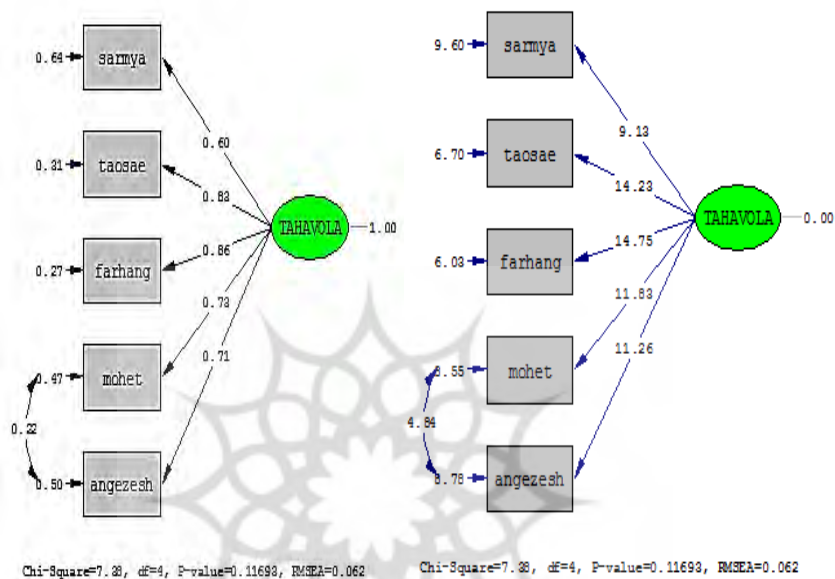 0.64 sarmya
0.60
0.31 taosae
0.83
TAHAVOLA 1.00
0.86
0.27 farhang
0.73
0.71
0.47 mohet
0.22
0.50 angezesh
Chi-Square=7.38, df=4, P-value=0.11693, RMSEA=0.062
9.60 sarmya
9.13
6.70 taosae
14.23
TAHAVOLA 0.00
14.75
6.03 farhang
11.83
11.26
8.55 mohet
4.84
8.78 angezesh
Chi-Square=7.38, df=4, P-value=0.11693, RMSEA=0.062